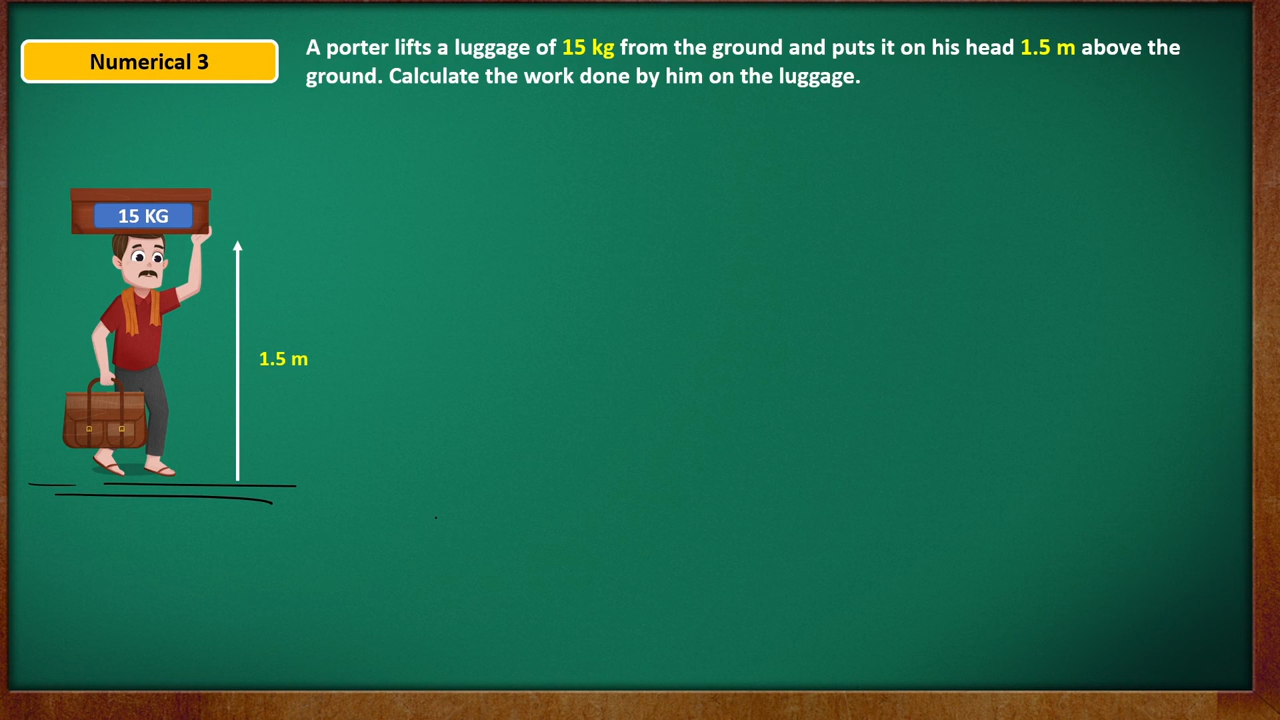 Numerical 3
A porter lifts a luggage of 15 kg from the ground and puts it on his head 1.5 m above the
ground. Calculate the work done by him on the luggage.
15 KG
1.5 m